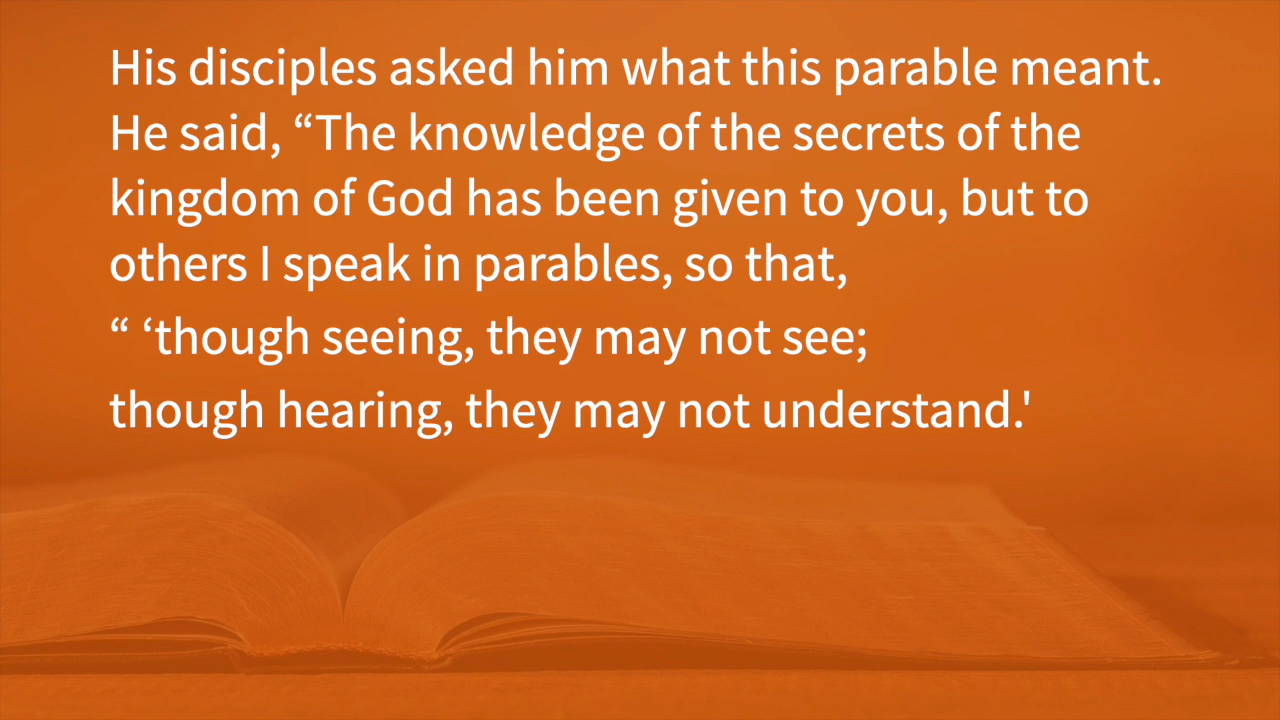 His disciples asked him what this parable meant.
He said, “The knowledge of the secrets of the
kingdom of God has been given to you, but to
others I speak in parables, so that,
“ ‘though seeing, they may not see;
though hearing, they may not understand.'